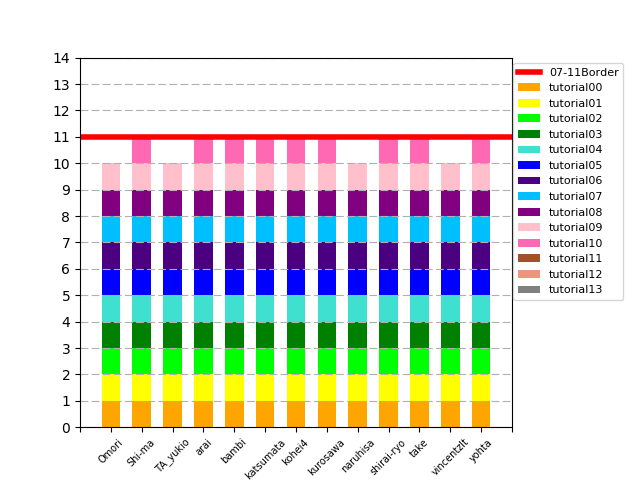 14
13
12
11
10
9
8
7
6
5
4
3
2
1
0
07-11Border
tutorial00
tutorial01
tutorial02
tutorial03
tutorial04
tutorial05
tutorial06
tutorial07
tutorial08
tutorial09
tutorial10
tutorial11
tutorial12
tutorial13
Omori
Shi-ma
TA_yukio
arai
bambi
katsumata
kohei4
kurosawa
naruhisa
shirai-ryo
take
vincentzlt
yohta